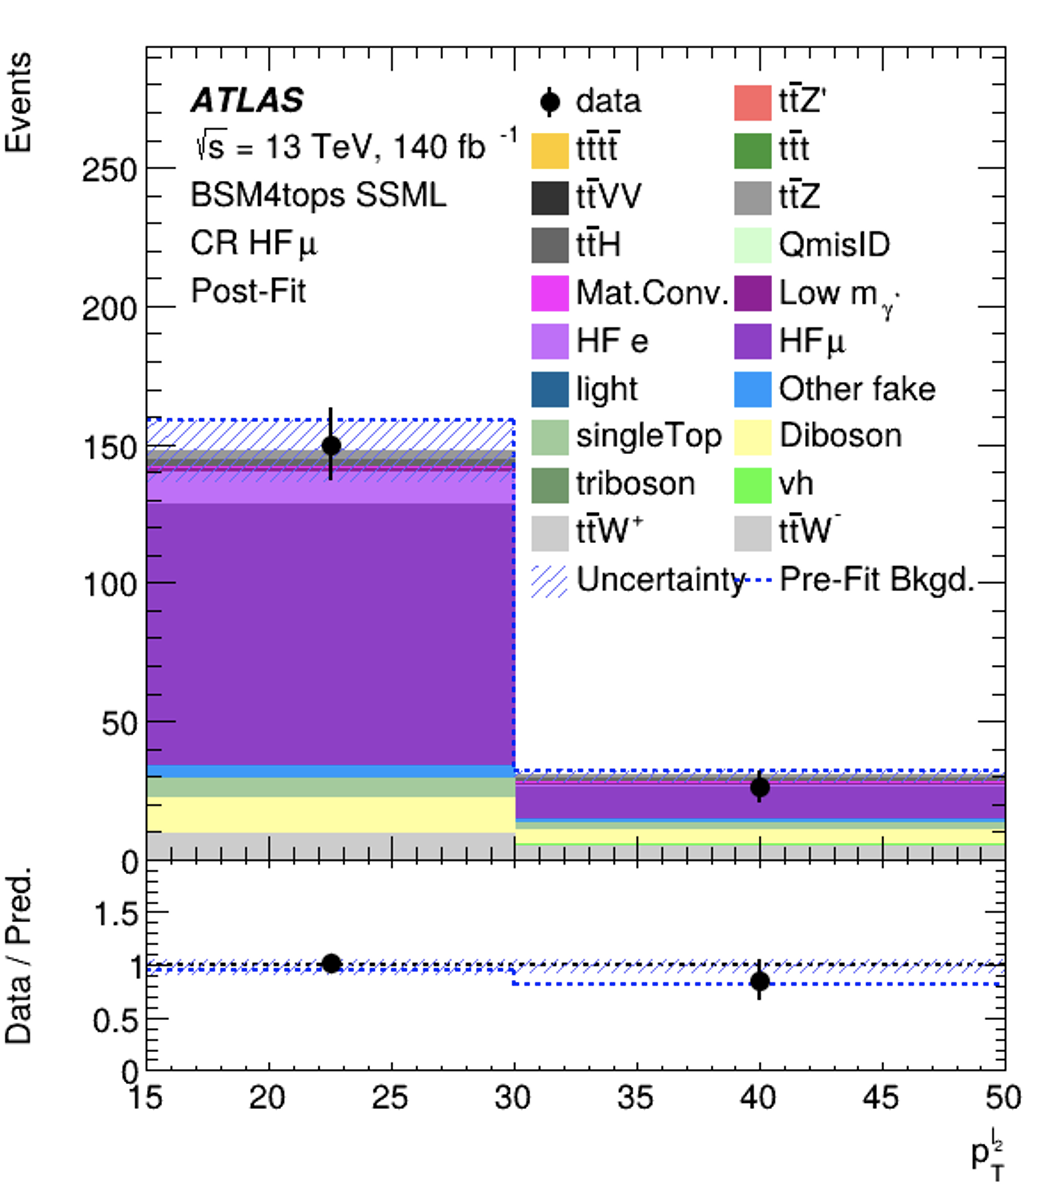 Events
ATLAS
√s = 13 TeV, 140 fb⁻¹
BSM4tops SSML
CR HFμ
Post-Fit
data
tt̄Z'
tt̄tt̄
tt̄t
tt̄VV
tt̄Z
tt̄H
QmisID
Mat.Conv.
Low m_γ*
HF e
HFμ
light
Other fake
singleTop
Diboson
triboson
vh
tt̄W⁺
tt̄W⁻
Uncertainty
Pre-Fit Bkgd.
250
200
150
100
50
0
Data / Pred.
1.5
1
0.5
0
15 20 25 30 35 40 45 50
p_T^l₂